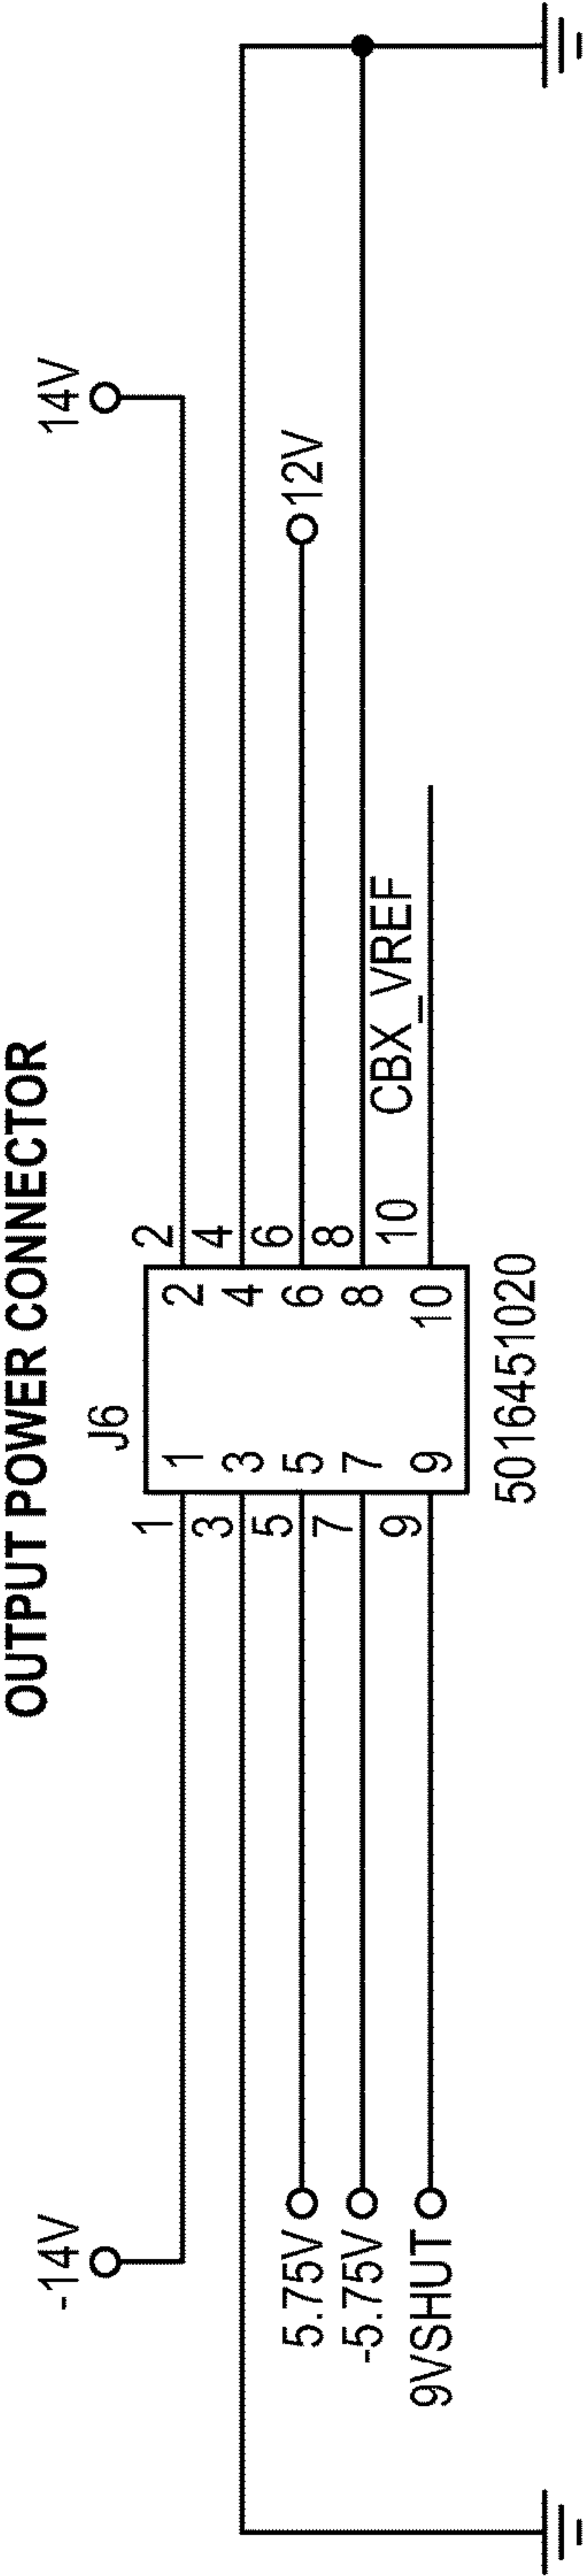 OUTPUT POWER CONNECTOR
-14V
14V
J6
1 1 2 2
3 3 4 4
5.75V 5 5 6 6 12V
-5.75V 7 7 8 8
9VSHUT 9 9 10 10 CBX_VREF
5016451020